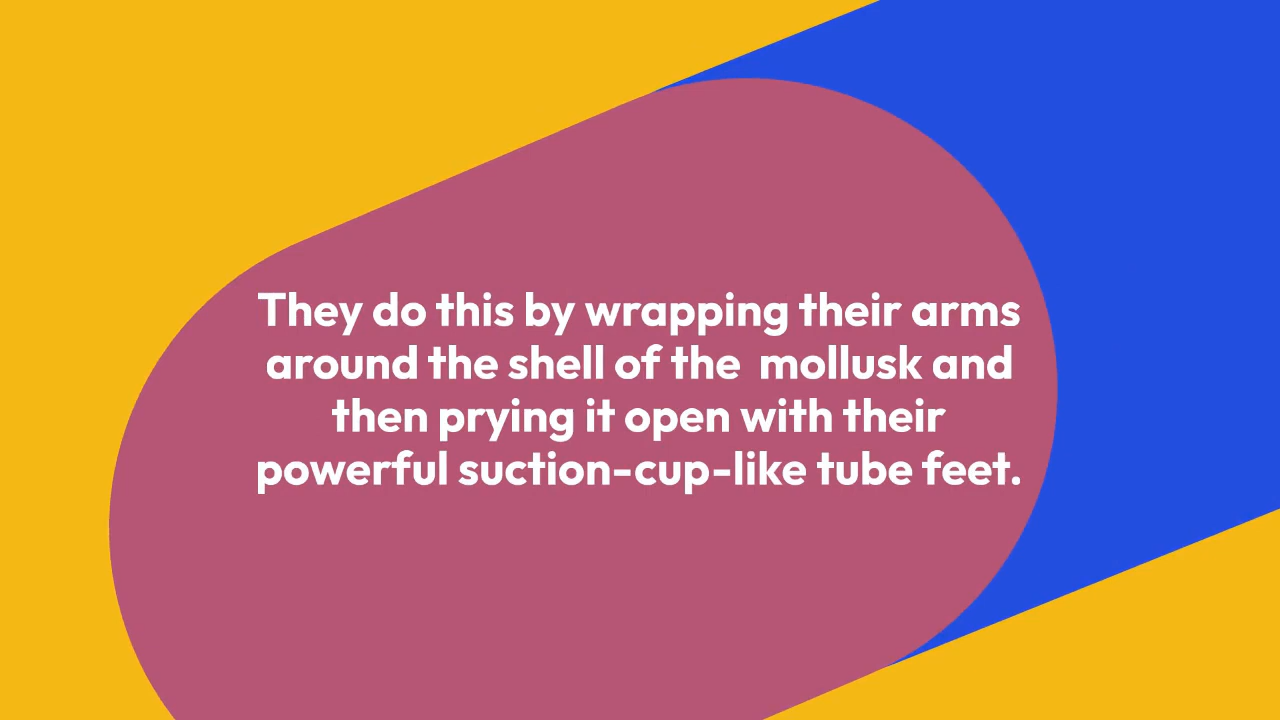 They do this by wrapping their arms
around the shell of the  mollusk and
then prying it open with their
powerful suction-cup-like tube feet.